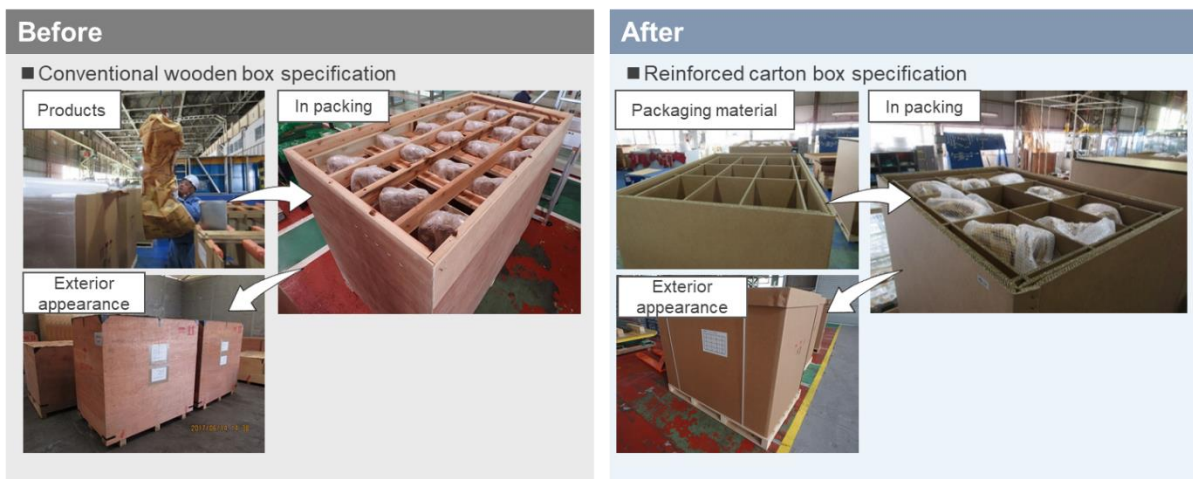 Before
■ Conventional wooden box specification
Products
In packing
Exterior
appearance
After
■ Reinforced carton box specification
Packaging material
In packing
Exterior
appearance